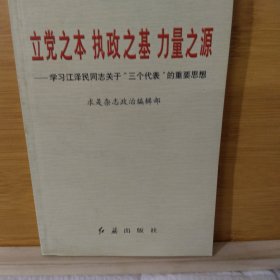 立党之本 执政之基 力量之源
——学习江泽民同志关于“三个代表”的重要思想
求是杂志政治编辑部
红旗出版社